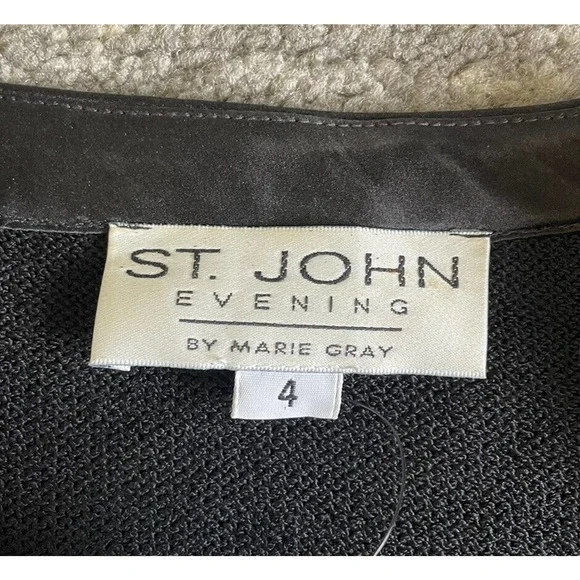 ST. JOHN
EVENING
BY MARIE GRAY
4